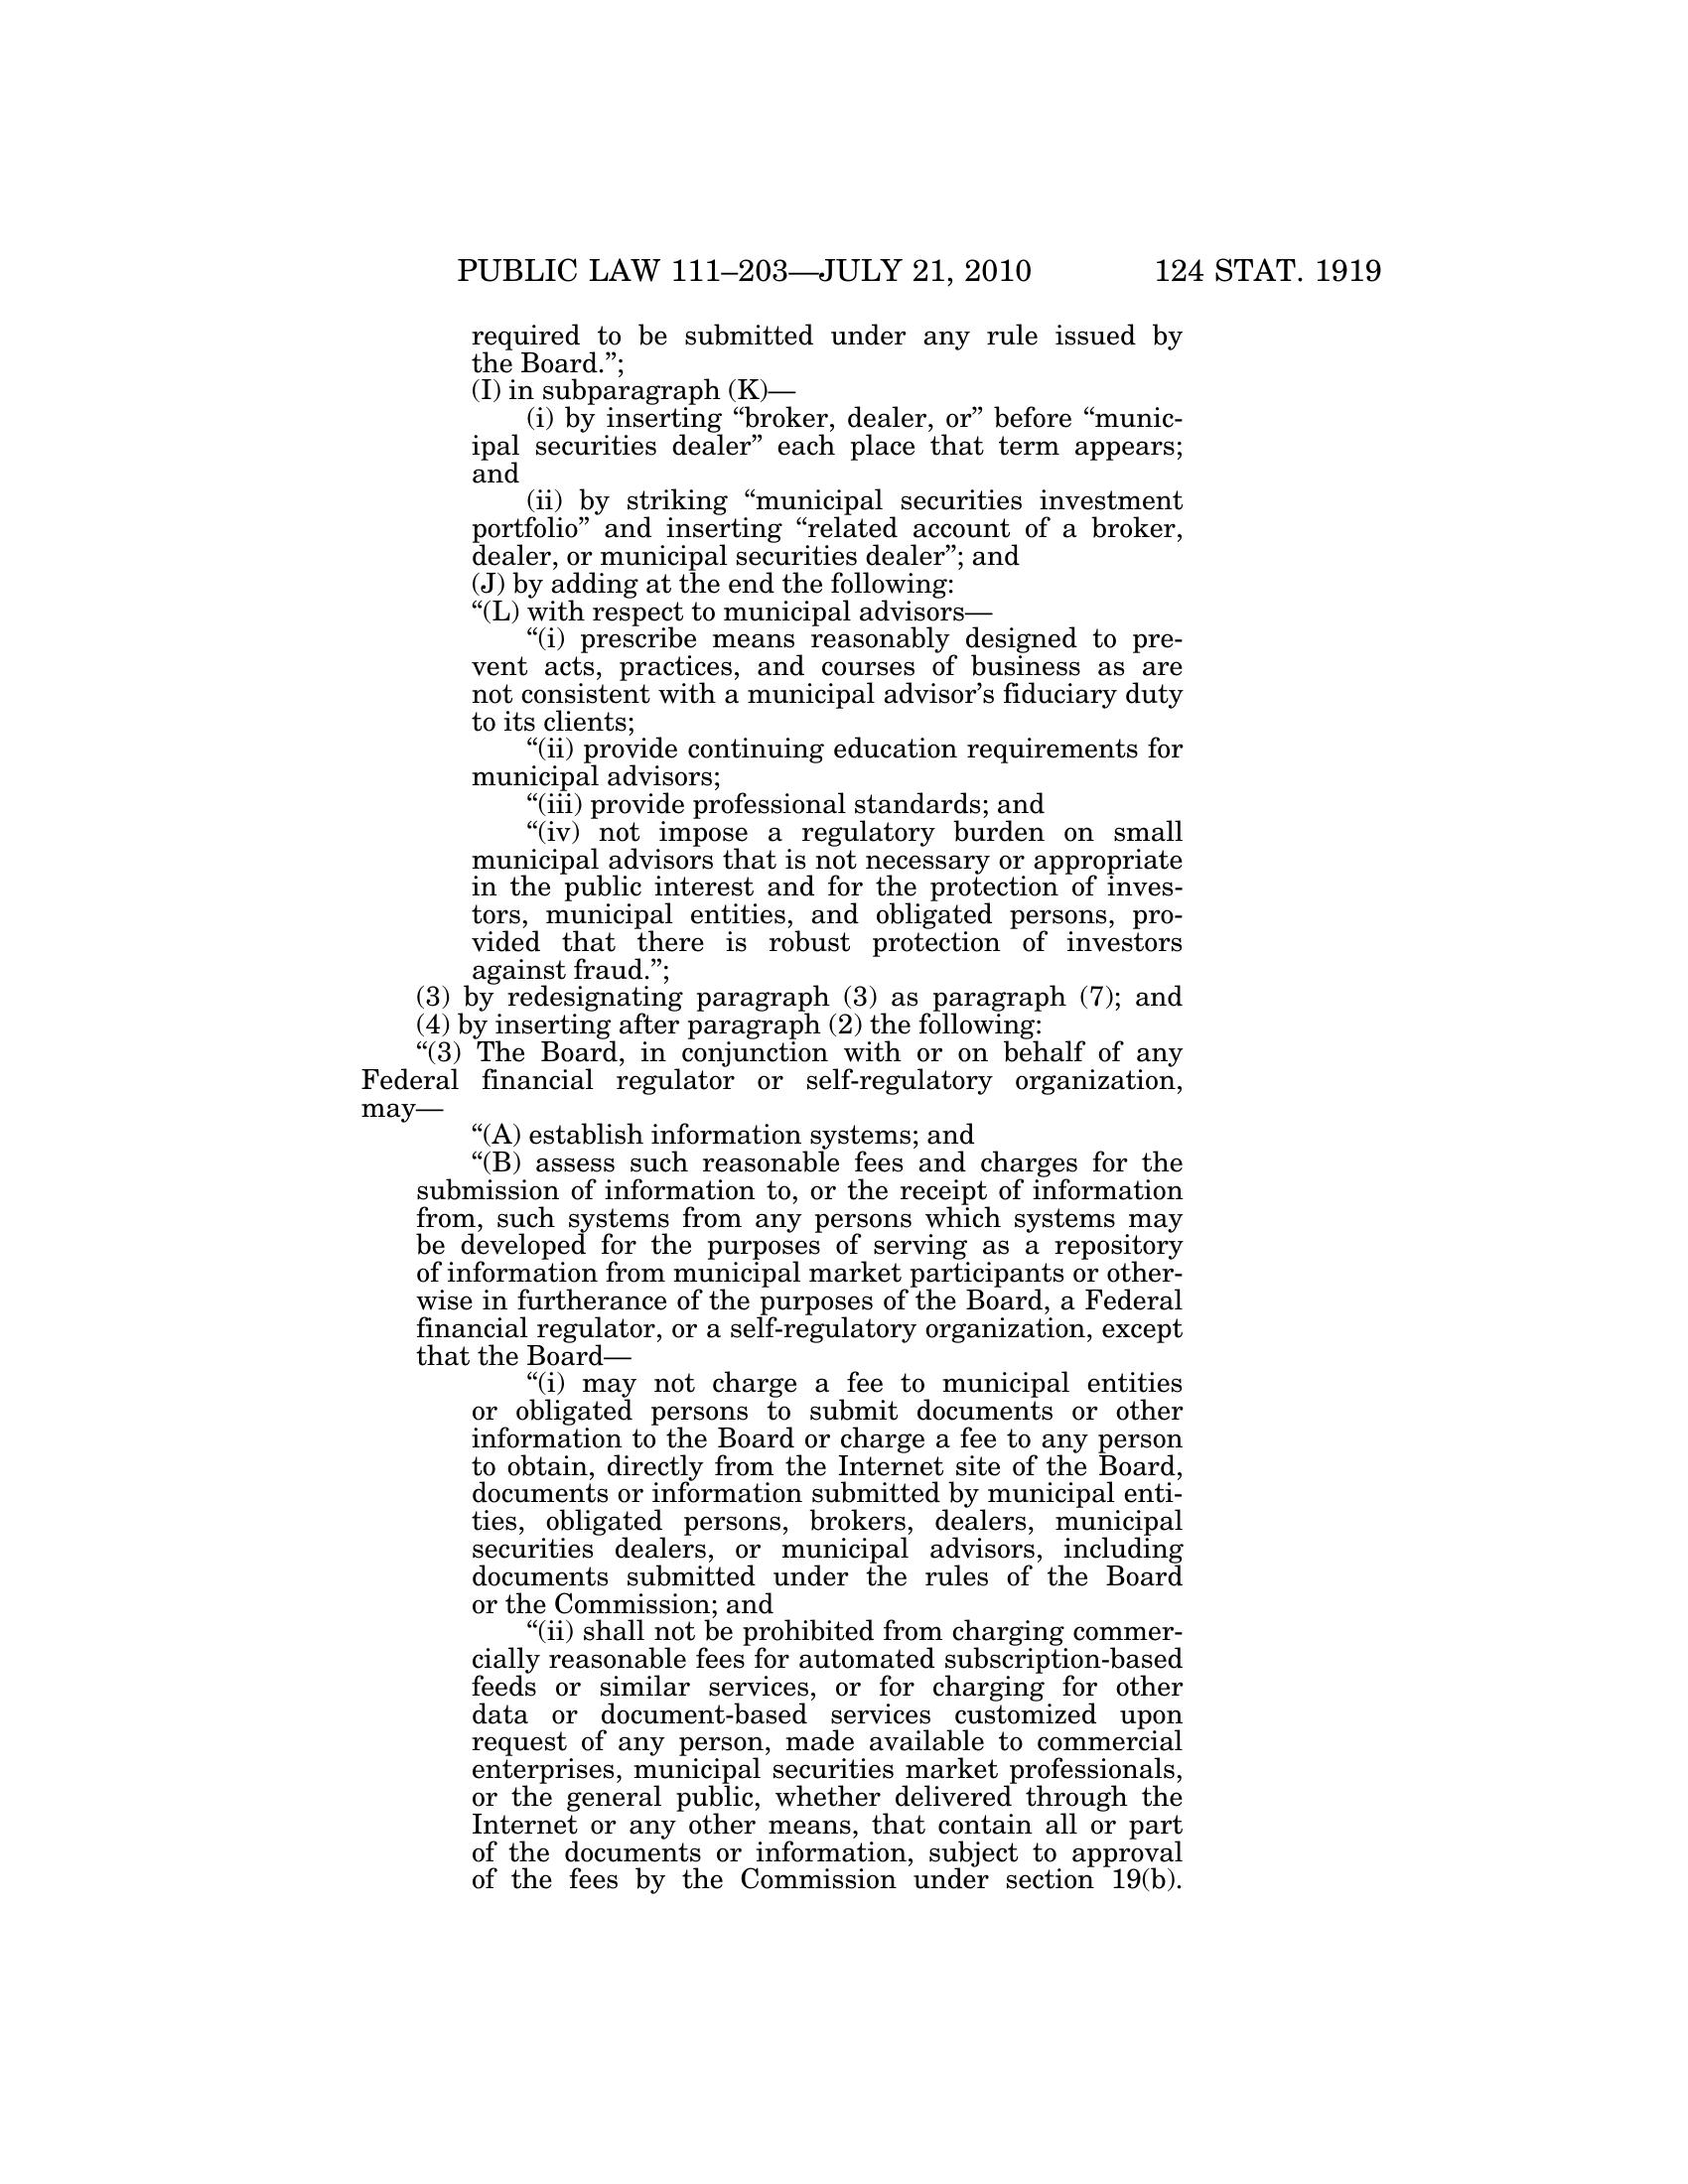 PUBLIC LAW 111–203—JULY 21, 2010 124 STAT. 1919
required to be submitted under any rule issued by
the Board.”;
(I) in subparagraph (K)—
(i) by inserting “broker, dealer, or” before “munic-
ipal securities dealer” each place that term appears;
and
(ii) by striking “municipal securities investment
portfolio” and inserting “related account of a broker,
dealer, or municipal securities dealer”; and
(J) by adding at the end the following:
“(L) with respect to municipal advisors—
“(i) prescribe means reasonably designed to pre-
vent acts, practices, and courses of business as are
not consistent with a municipal advisor’s fiduciary duty
to its clients;
“(ii) provide continuing education requirements for
municipal advisors;
“(iii) provide professional standards; and
“(iv) not impose a regulatory burden on small
municipal advisors that is not necessary or appropriate
in the public interest and for the protection of inves-
tors, municipal entities, and obligated persons, pro-
vided that there is robust protection of investors
against fraud.”;
(3) by redesignating paragraph (3) as paragraph (7); and
(4) by inserting after paragraph (2) the following:
“(3) The Board, in conjunction with or on behalf of any
Federal financial regulator or self-regulatory organization,
may—
“(A) establish information systems; and
“(B) assess such reasonable fees and charges for the
submission of information to, or the receipt of information
from, such systems from any persons which systems may
be developed for the purposes of serving as a repository
of information from municipal market participants or other-
wise in furtherance of the purposes of the Board, a Federal
financial regulator, or a self-regulatory organization, except
that the Board—
“(i) may not charge a fee to municipal entities
or obligated persons to submit documents or other
information to the Board or charge a fee to any person
to obtain, directly from the Internet site of the Board,
documents or information submitted by municipal enti-
ties, obligated persons, brokers, dealers, municipal
securities dealers, or municipal advisors, including
documents submitted under the rules of the Board
or the Commission; and
“(ii) shall not be prohibited from charging commer-
cially reasonable fees for automated subscription-based
feeds or similar services, or for charging for other
data or document-based services customized upon
request of any person, made available to commercial
enterprises, municipal securities market professionals,
or the general public, whether delivered through the
Internet or any other means, that contain all or part
of the documents or information, subject to approval
of the fees by the Commission under section 19(b).